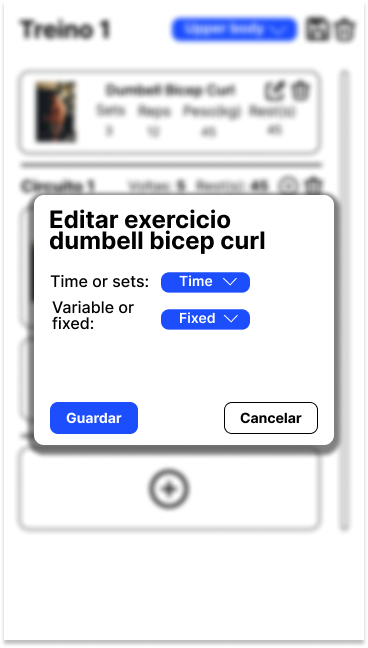 Treino 1
Upper body
Dumbell Bicep Curl
Sets Reps Peso(kg) Rest(s)
3 12 45 45
Circuito 1 Voltas: 5 Rest(s): 45
Editar exercicio
dumbell bicep curl
Time or sets: Time
Variable or
fixed: Fixed
Guardar Cancelar